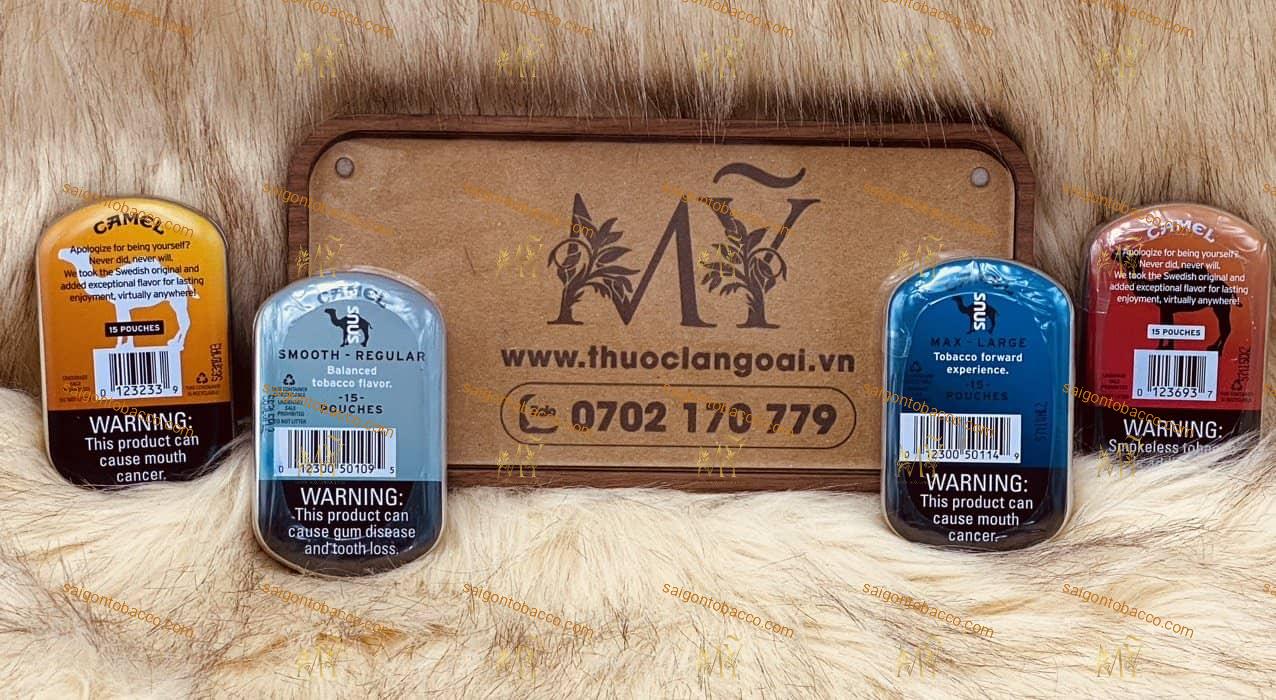 CAMEL
Apologize for being yourself?
Never did, never will.
We took the Swedish original and
added exceptional flavor for lasting
enjoyment, virtually anywhere!
15 POUCHES
0 123233 9
WARNING:
This product can
cause mouth
cancer.
CAMEL
SNUS
SMOOTH - REGULAR
Balanced
tobacco flavor.
-15-
POUCHES
0 12300 50109 5
WARNING:
This product can
cause gum disease
and tooth loss.
MỸ
www.thuoclangoai.vn
0702 170 779
SNUS
MAX - LARGE
Tobacco forward
experience.
-15-
POUCHES
0 12300 50114 9
WARNING:
This product can
cause mouth
cancer.
CAMEL
Apologize for being yourself?
Never did, never will.
We took the Swedish original and
added exceptional flavor for lasting
enjoyment, virtually anywhere!
15 POUCHES
0 123693 7
WARNING:
Smokeless
saigontobacco.com